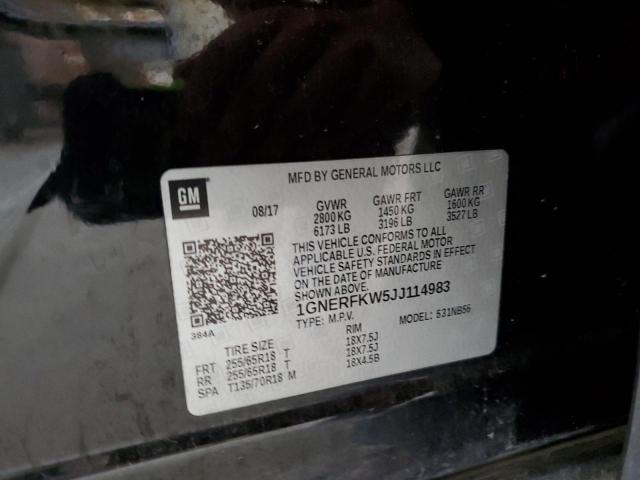 MFD BY GENERAL MOTORS LLC
GM
08/17
GVWR GAWR FRT GAWR RR
2800 KG 1450 KG 1600 KG
6173 LB 3196 LB 3527 LB
THIS VEHICLE CONFORMS TO ALL
APPLICABLE U.S. FEDERAL MOTOR
VEHICLE SAFETY STANDARDS IN EFFECT
ON THE DATE OF MANUFACTURE
SHOWN ABOVE.
1GNERFKW5JJ114983
384A
TYPE: M.P.V. MODEL: 531NB56
TIRE SIZE RIM
FRT 255/65R18 T 18X7.5J
RR 255/65R18 T 18X7.5J
SPA T135/70R18 M 18X4.5B